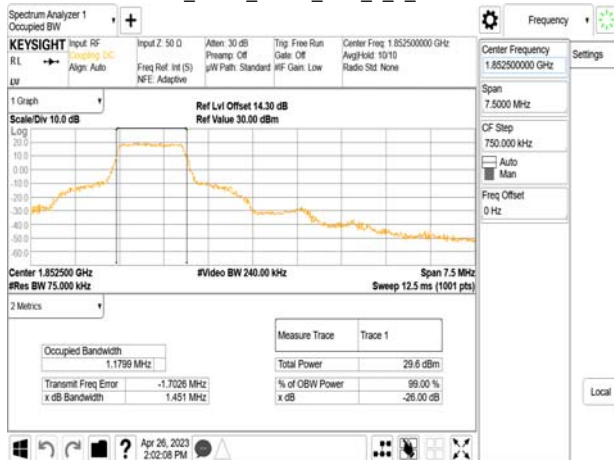 Spectrum Analyzer 1
Occupied BW
Frequency
KEYSIGHT
RL
Input: RF
Coupling: DC
Align: Auto
Input Z: 50 Ω
Freq Ref: Int (S)
NFE: Adaptive
Atten: 30 dB
Preamp: Off
µW Path: Standard
Trig: Free Run
Gate: Off
#IF Gain: Low
Center Freq: 1.852500000 GHz
Avg|Hold: 10/10
Radio Std: None
Center Frequency
1.852500000 GHz
Settings
Span
7.5000 MHz
CF Step
750.000 kHz
Auto
Man
Freq Offset
0 Hz
Local
1 Graph
Scale/Div 10.0 dB
Ref Lvl Offset 14.30 dB
Ref Value 30.00 dBm
Log
20.0
10.0
0.00
-10.0
-20.0
-30.0
-40.0
-50.0
-60.0
Center 1.852500 GHz
#Video BW 240.00 kHz
Span 7.5 MHz
#Res BW 75.000 kHz
Sweep 12.5 ms (1001 pts)
2 Metrics
Measure Trace Trace 1
Occupied Bandwidth
1.1799 MHz
Total Power 29.6 dBm
Transmit Freq Error -1.7026 MHz
% of OBW Power 99.00 %
x dB Bandwidth 1.451 MHz
x dB -26.00 dB
Apr 26, 2023
2:02:08 PM